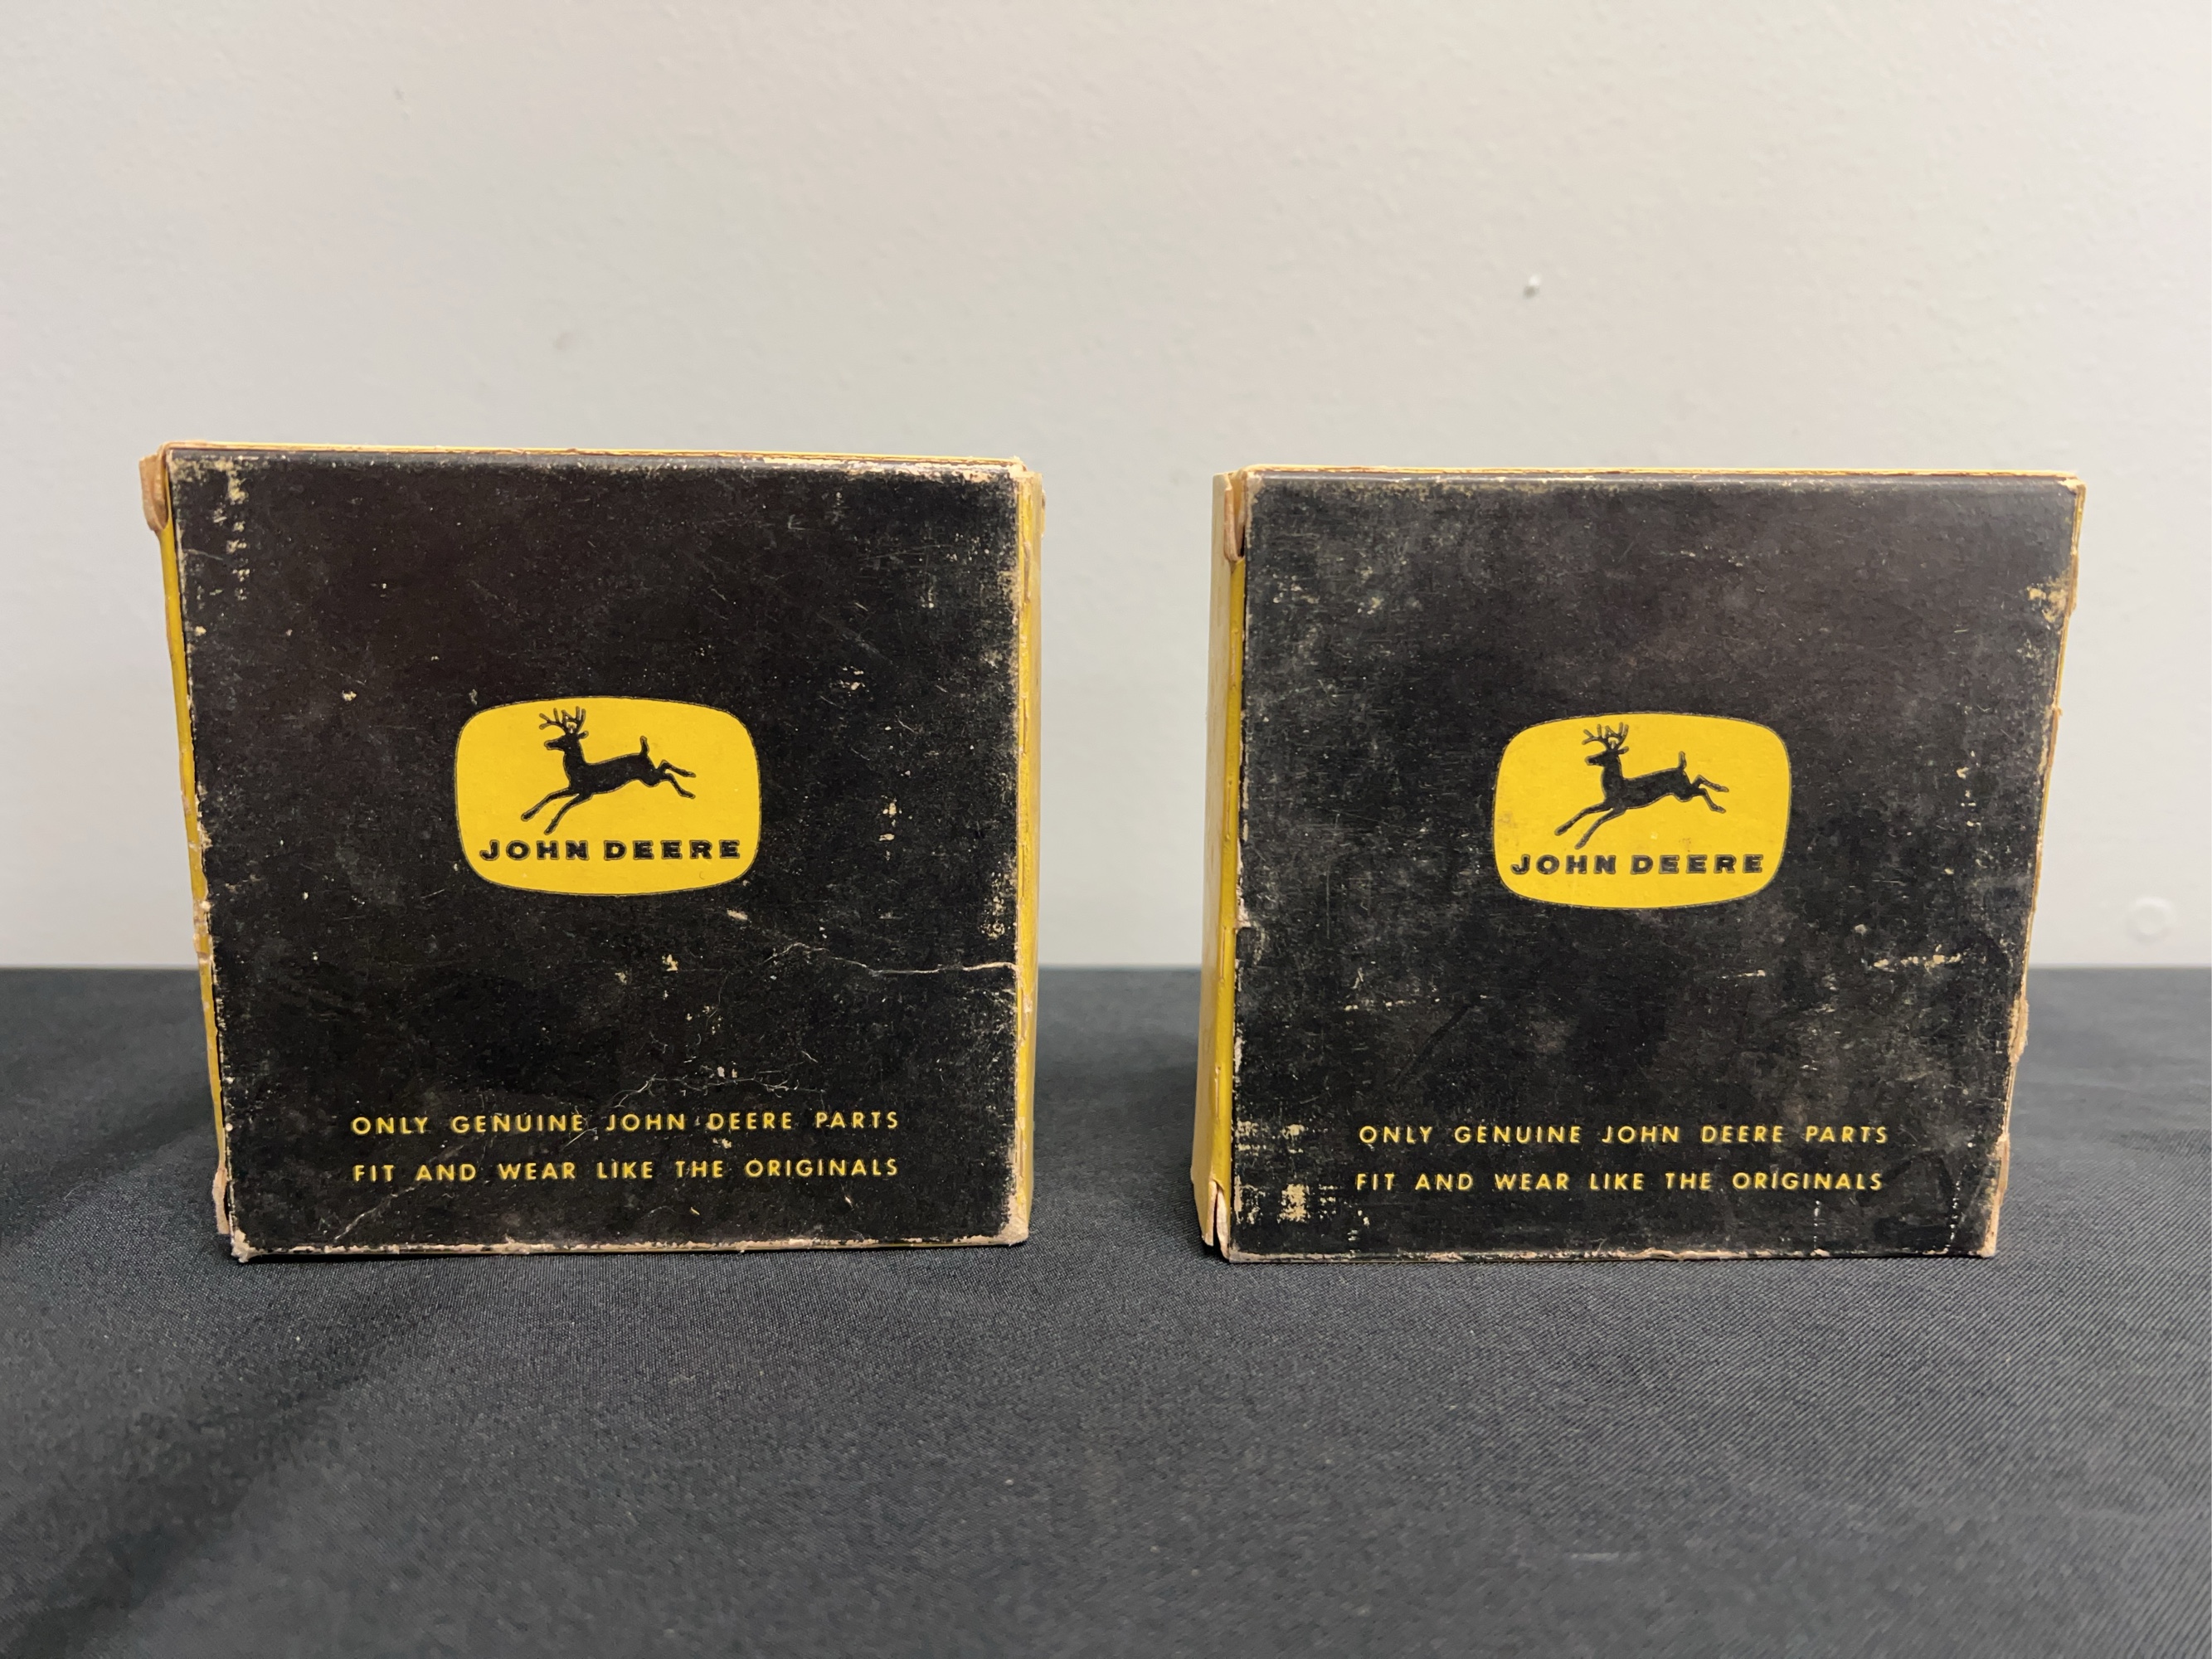 JOHN DEERE
ONLY GENUINE JOHN DEERE PARTS
FIT AND WEAR LIKE THE ORIGINALS
JOHN DEERE
ONLY GENUINE JOHN DEERE PARTS
FIT AND WEAR LIKE THE ORIGINALS